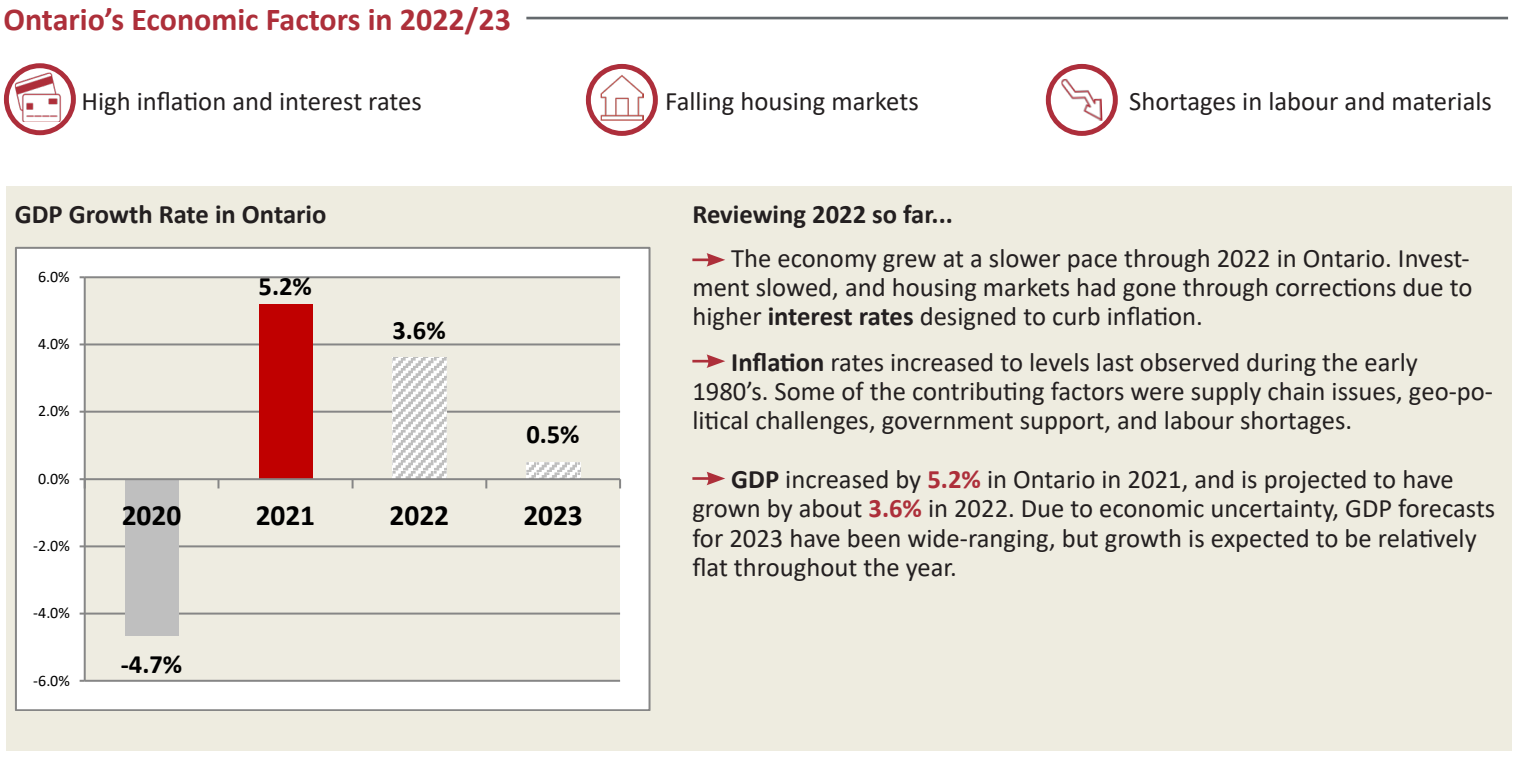 Ontario’s Economic Factors in 2022/23
High inflation and interest rates
Falling housing markets
Shortages in labour and materials
GDP Growth Rate in Ontario
6.0%
4.0%
2.0%
0.0%
-2.0%
-4.0%
-6.0%
5.2%
3.6%
0.5%
2020
2021
2022
2023
-4.7%
Reviewing 2022 so far...
The economy grew at a slower pace through 2022 in Ontario. Invest-
ment slowed, and housing markets had gone through corrections due to
higher interest rates designed to curb inflation.
Inflation rates increased to levels last observed during the early
1980’s. Some of the contributing factors were supply chain issues, geo-po-
litical challenges, government support, and labour shortages.
GDP increased by 5.2% in Ontario in 2021, and is projected to have
grown by about 3.6% in 2022. Due to economic uncertainty, GDP forecasts
for 2023 have been wide-ranging, but growth is expected to be relatively
flat throughout the year.